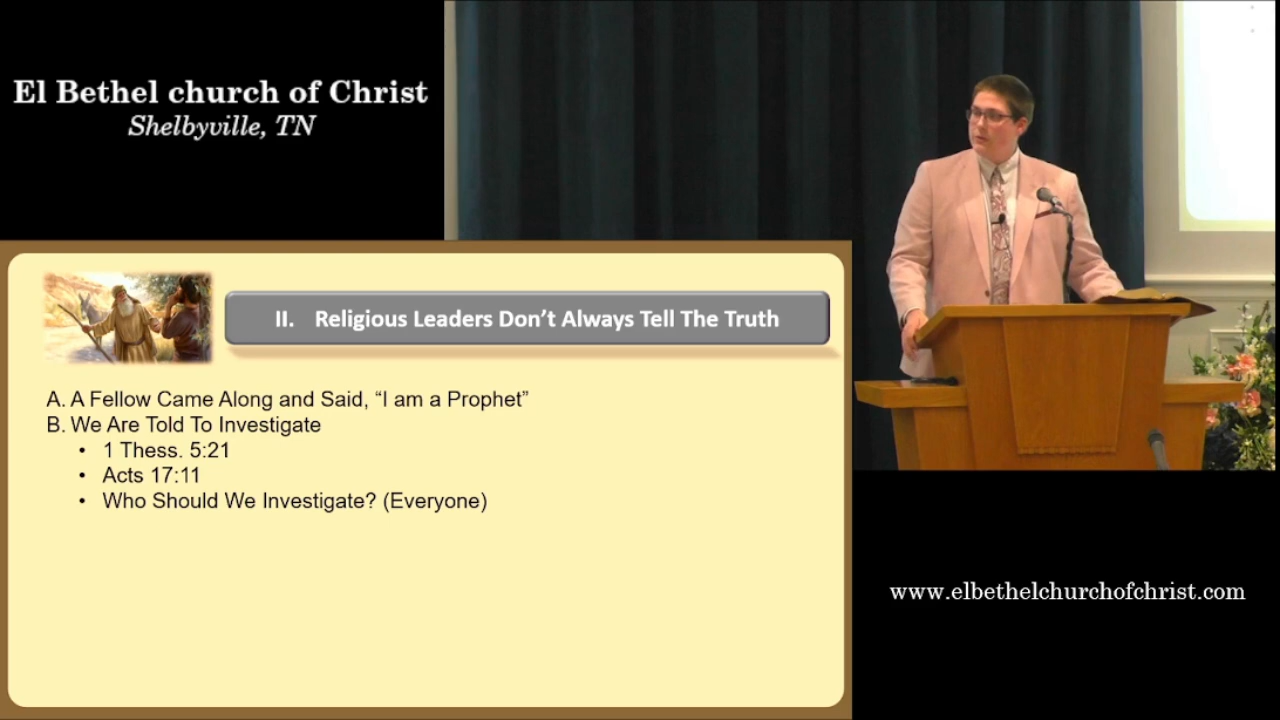 El Bethel church of Christ
Shelbyville, TN
II. Religious Leaders Don’t Always Tell The Truth
A. A Fellow Came Along and Said, “I am a Prophet”
B. We Are Told To Investigate
• 1 Thess. 5:21
• Acts 17:11
• Who Should We Investigate? (Everyone)
www.elbethelchurchofchrist.com